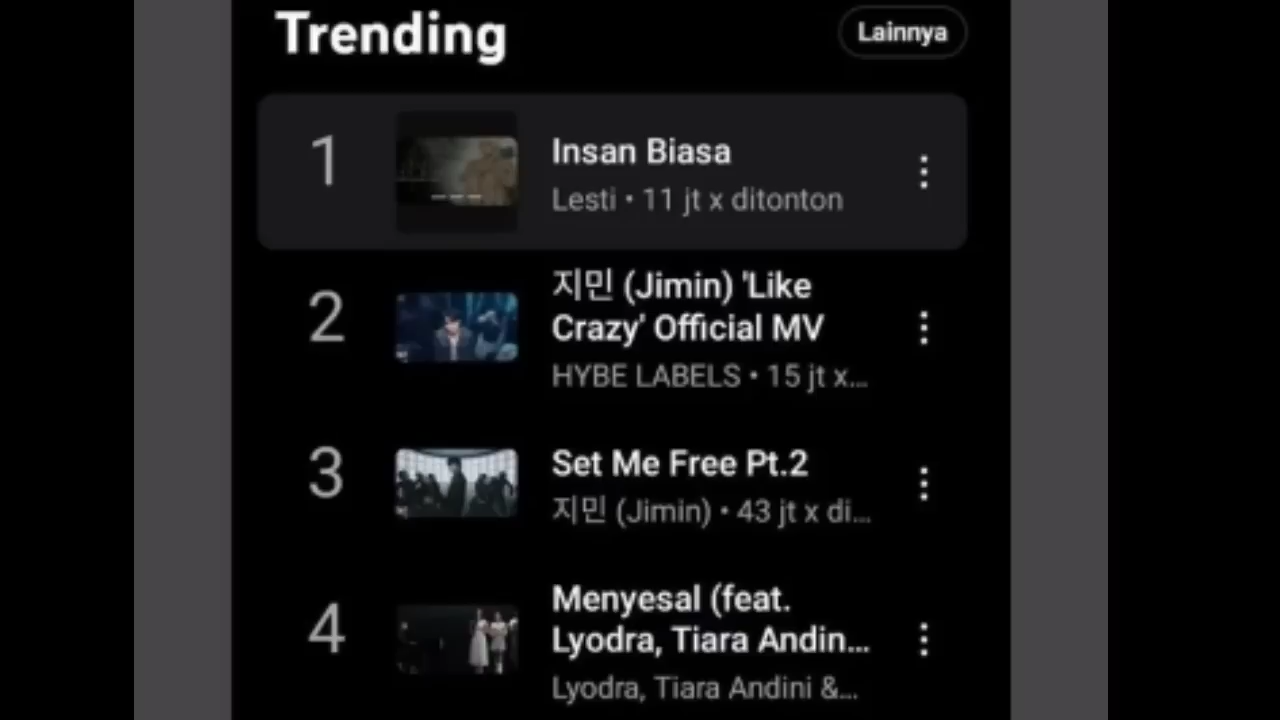 Trending
Lainnya
1
Insan Biasa
Lesti • 11 jt x ditonton
2
지민 (Jimin) 'Like
Crazy' Official MV
HYBE LABELS • 15 jt x...
3
Set Me Free Pt.2
지민 (Jimin) • 43 jt x di...
4
Menyesal (feat.
Lyodra, Tiara Andin...
Lyodra, Tiara Andini &...